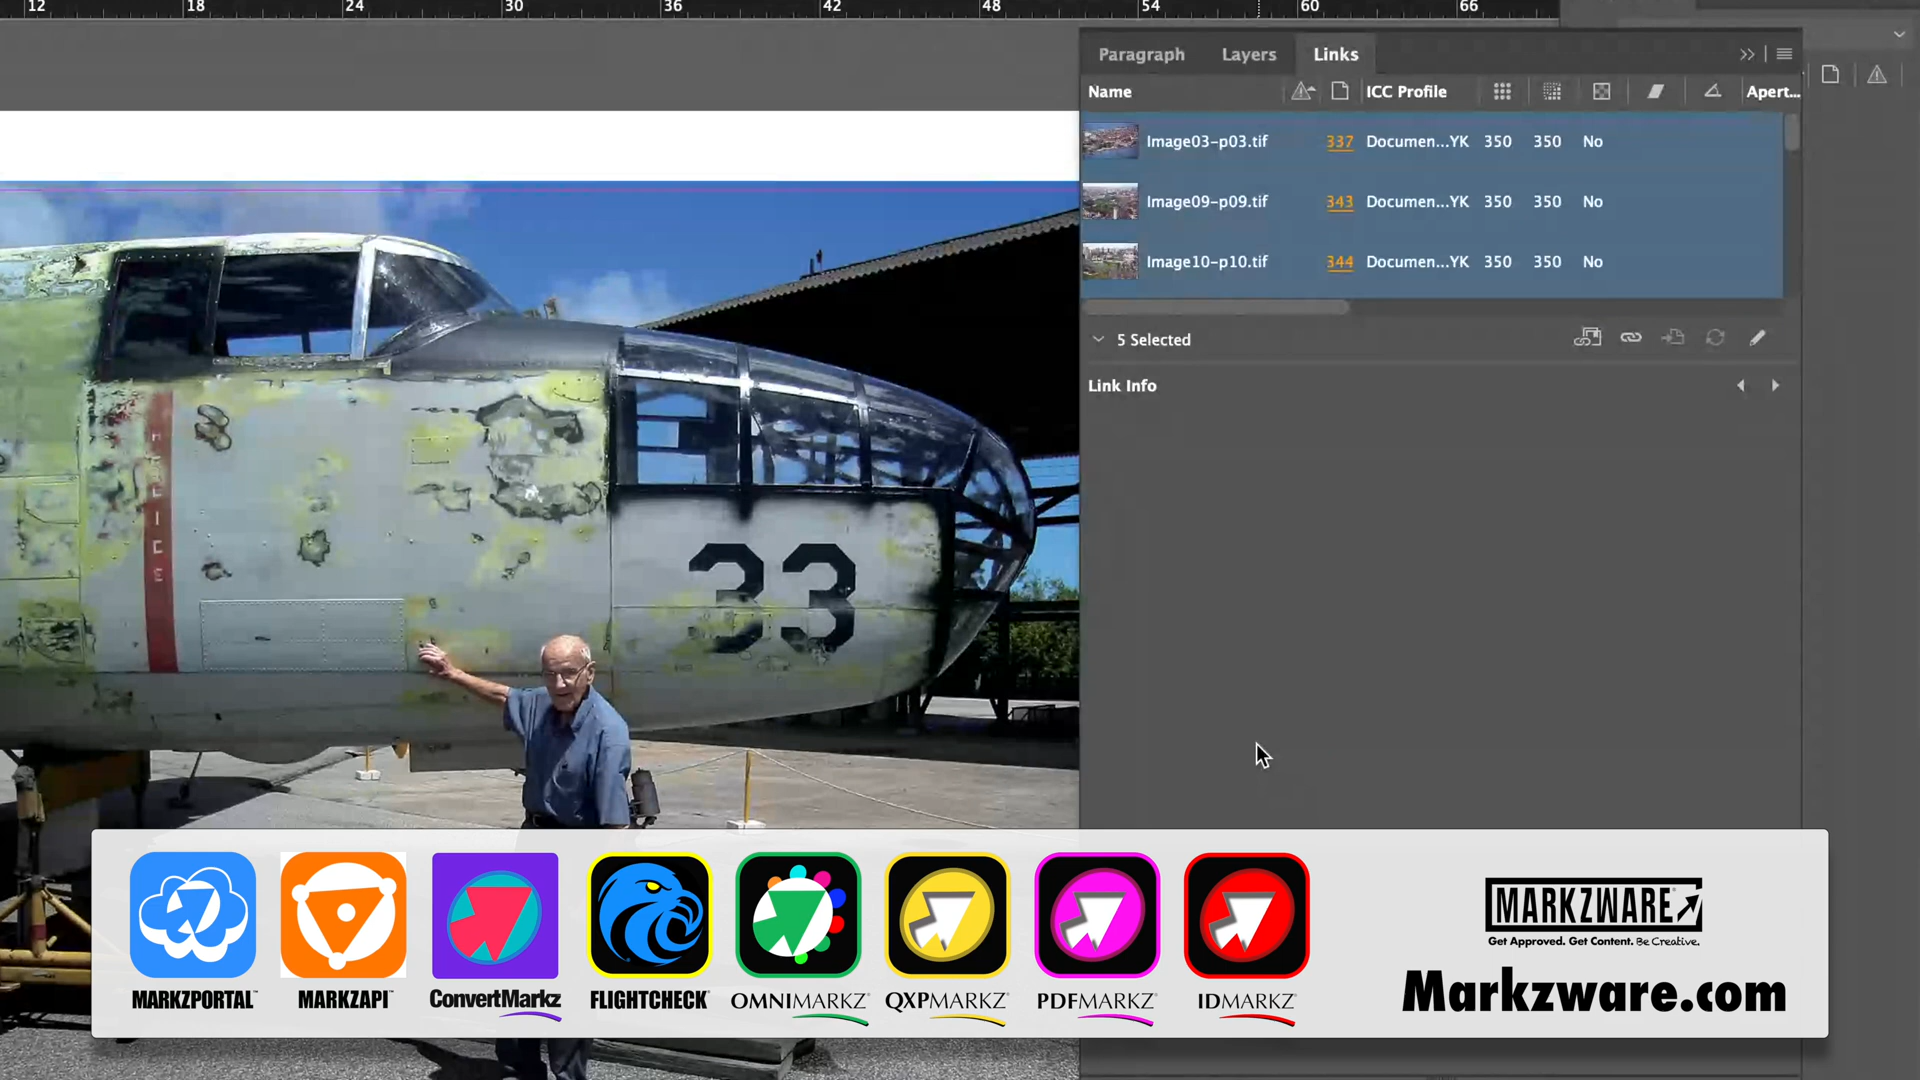 12 18 24 30 36 42 48 54 60 66
Paragraph Layers Links
Name ICC Profile Apert...
Image03-p03.tif 337 Documen...YK 350 350 No
Image09-p09.tif 343 Documen...YK 350 350 No
Image10-p10.tif 344 Documen...YK 350 350 No
5 Selected
Link Info
33
MARKZPORTAL™
MARKZAPI™
ConvertMarkz
FLIGHTCHECK®
OMNIMARKZ®
QXPMARKZ®
PDFMARKZ®
IDMARKZ®
MARKZWARE®
Get Approved. Get Content. Be Creative.
Markzware.com